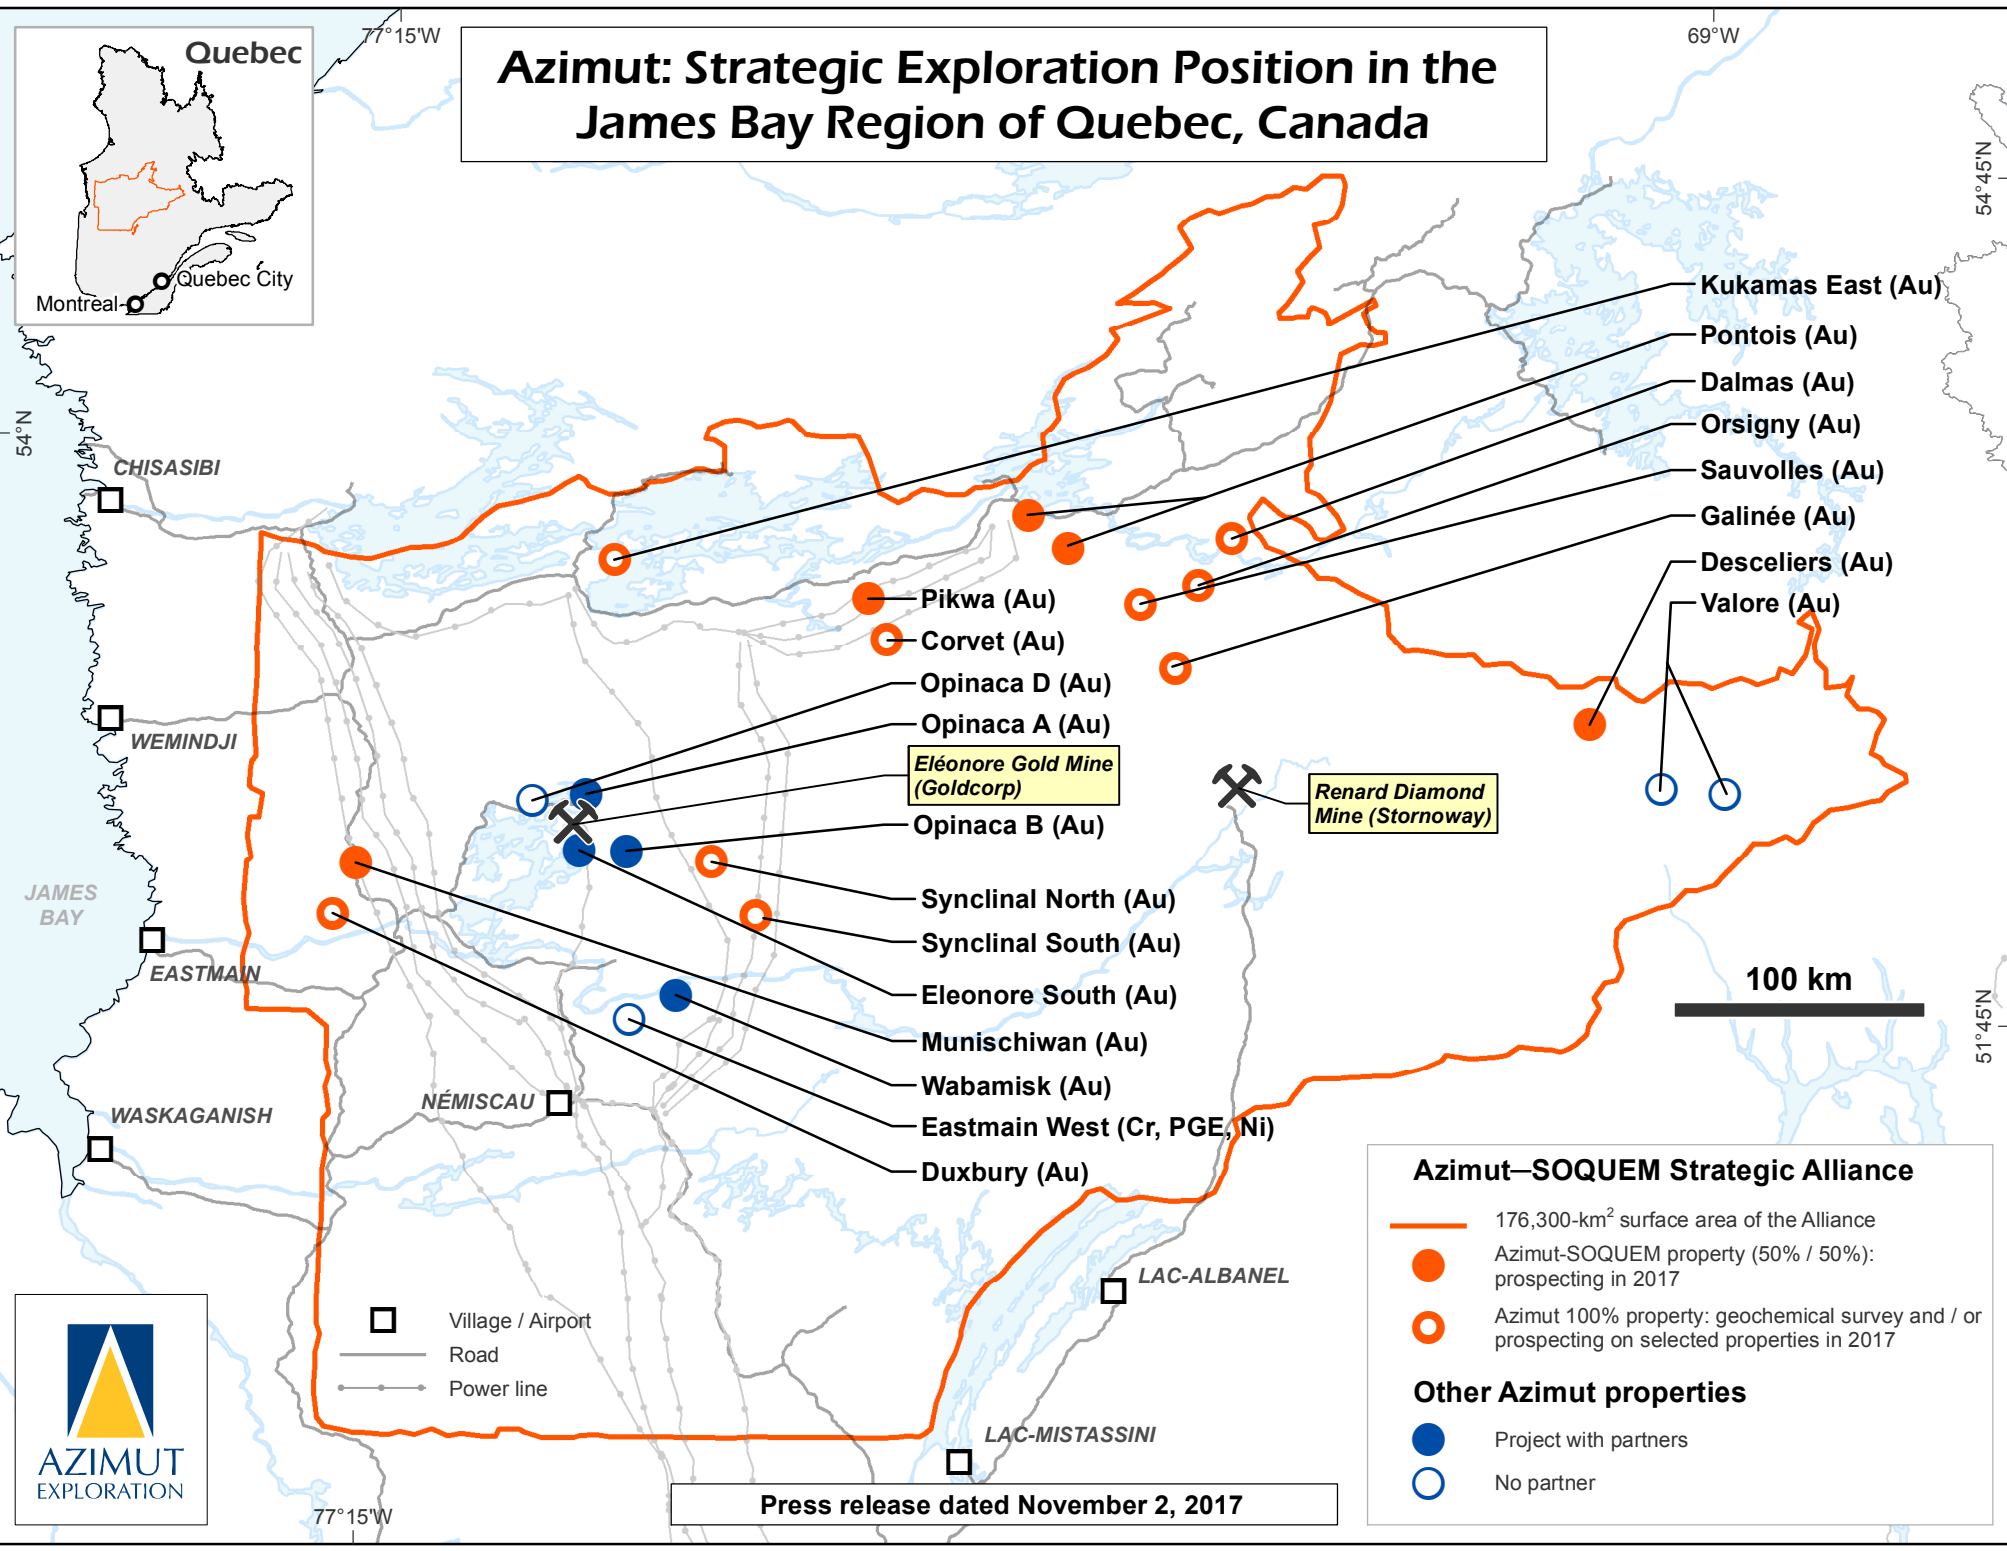 Quebec
Quebec City
Montreal
77°15'W
69°W
Azimut: Strategic Exploration Position in the
James Bay Region of Quebec, Canada
54°45'N
54°N
Kukamas East (Au)
Pontois (Au)
Dalmas (Au)
Orsigny (Au)
Sauvolles (Au)
Galinée (Au)
Desceliers (Au)
Valore (Au)
CHISASIBI
Pikwa (Au)
Corvet (Au)
Opinaca D (Au)
Opinaca A (Au)
WEMINDJI
Eléonore Gold Mine
(Goldcorp)
Renard Diamond
Mine (Stornoway)
Opinaca B (Au)
JAMES
BAY
Synclinal North (Au)
Synclinal South (Au)
EASTMAIN
Eleonore South (Au)
100 km
51°45'N
Munischiwan (Au)
Wabamisk (Au)
NÉMISCAU
WASKAGANISH
Eastmain West (Cr, PGE, Ni)
Duxbury (Au)
LAC-ALBANEL
LAC-MISTASSINI
Azimut–SOQUEM Strategic Alliance
176,300-km² surface area of the Alliance
Azimut-SOQUEM property (50% / 50%):
prospecting in 2017
Azimut 100% property: geochemical survey and / or
prospecting on selected properties in 2017
Other Azimut properties
Project with partners
No partner
Village / Airport
Road
Power line
AZIMUT
EXPLORATION
77°15'W
Press release dated November 2, 2017